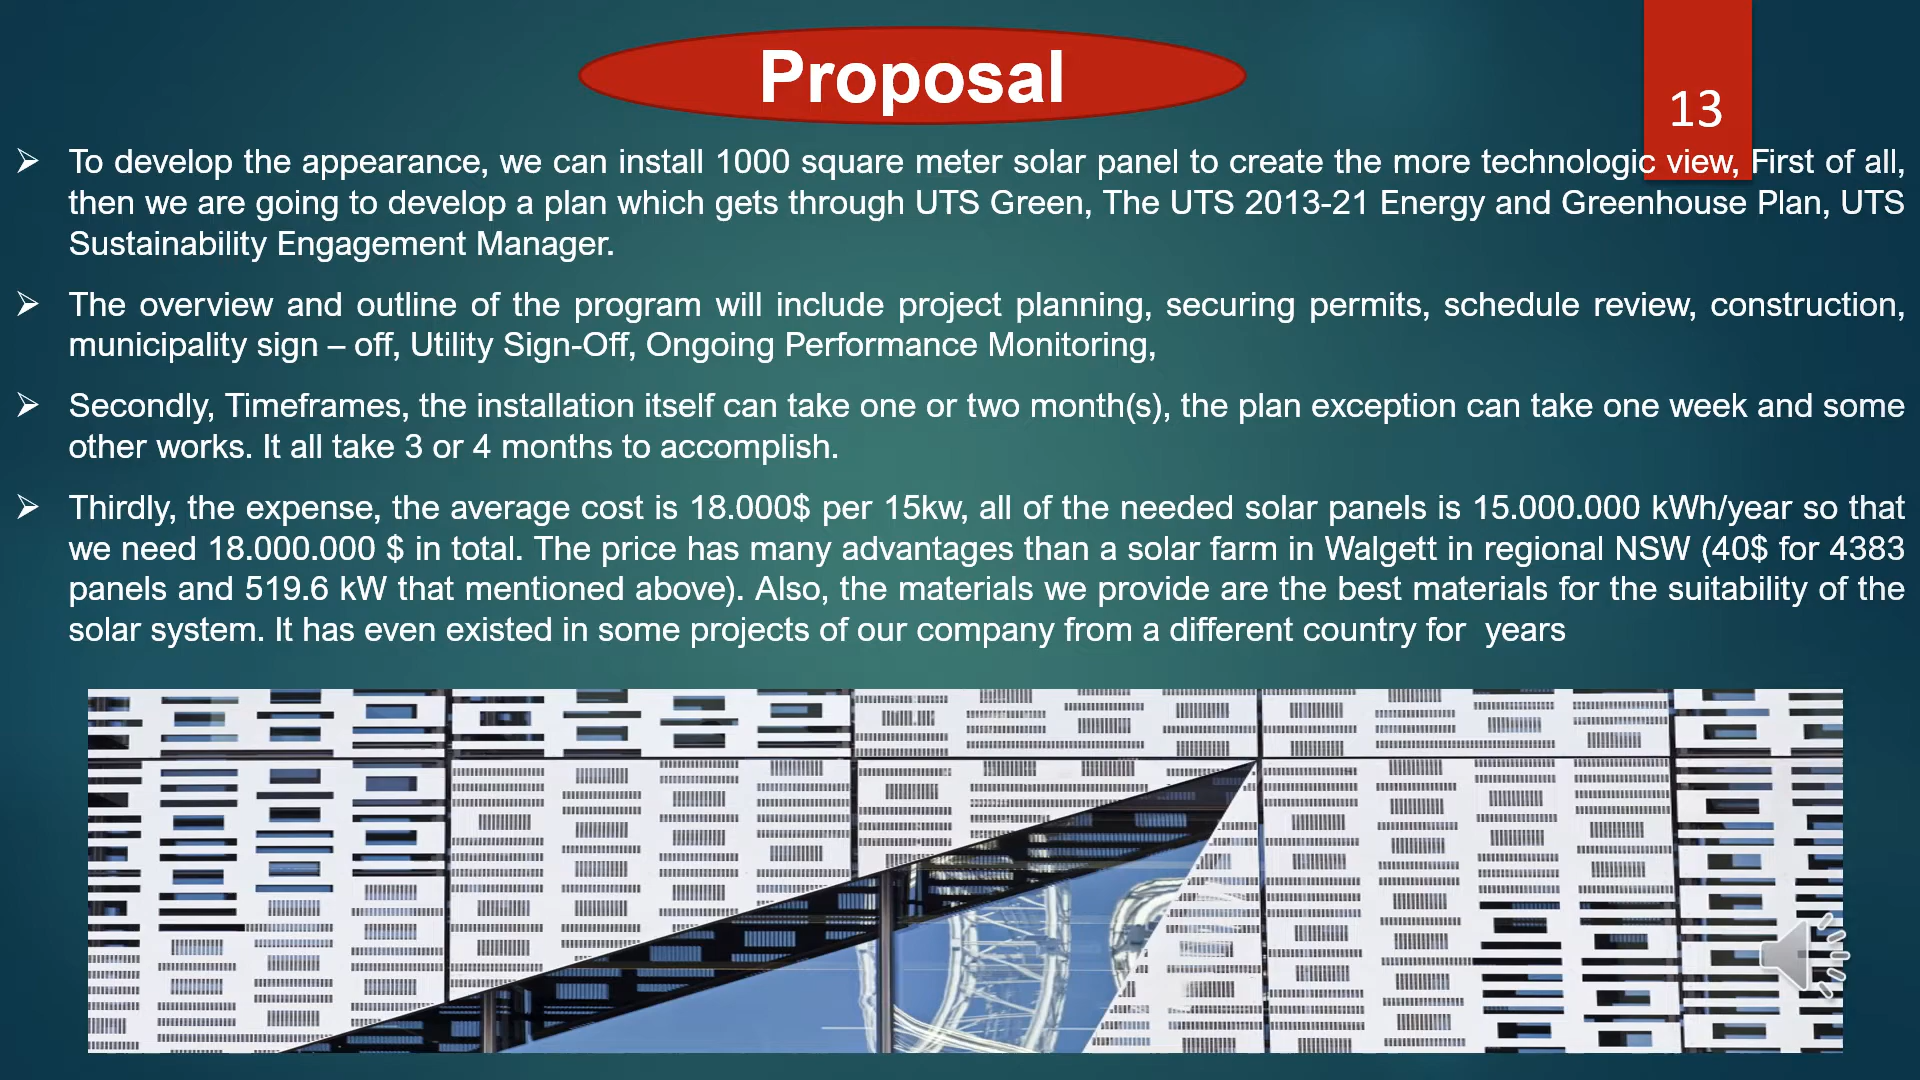 Proposal
13
To develop the appearance, we can install 1000 square meter solar panel to create the more technologic view, First of all,
then we are going to develop a plan which gets through UTS Green, The UTS 2013-21 Energy and Greenhouse Plan, UTS
Sustainability Engagement Manager.
The overview and outline of the program will include project planning, securing permits, schedule review, construction,
municipality sign – off, Utility Sign-Off, Ongoing Performance Monitoring,
Secondly, Timeframes, the installation itself can take one or two month(s), the plan exception can take one week and some
other works. It all take 3 or 4 months to accomplish.
Thirdly, the expense, the average cost is 18.000$ per 15kw, all of the needed solar panels is 15.000.000 kWh/year so that
we need 18.000.000 $ in total. The price has many advantages than a solar farm in Walgett in regional NSW (40$ for 4383
panels and 519.6 kW that mentioned above). Also, the materials we provide are the best materials for the suitability of the
solar system. It has even existed in some projects of our company from a different country for  years